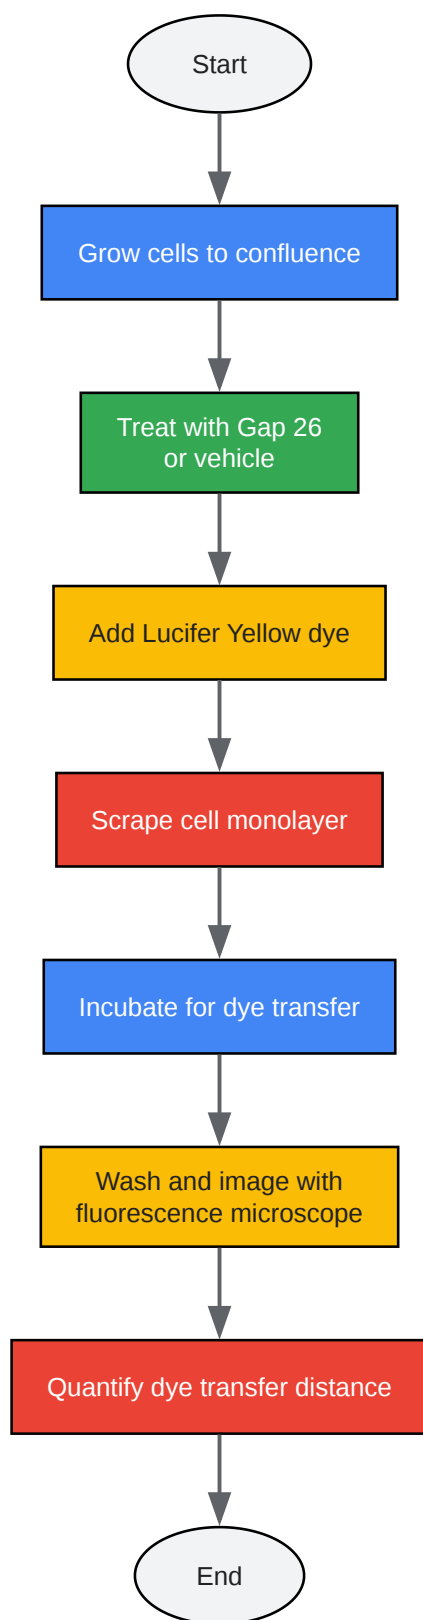 Start
Grow cells to confluence
Treat with Gap 26
or vehicle
Add Lucifer Yellow dye
Scrape cell monolayer
Incubate for dye transfer
Wash and image with
fluorescence microscope
Quantify dye transfer distance
End